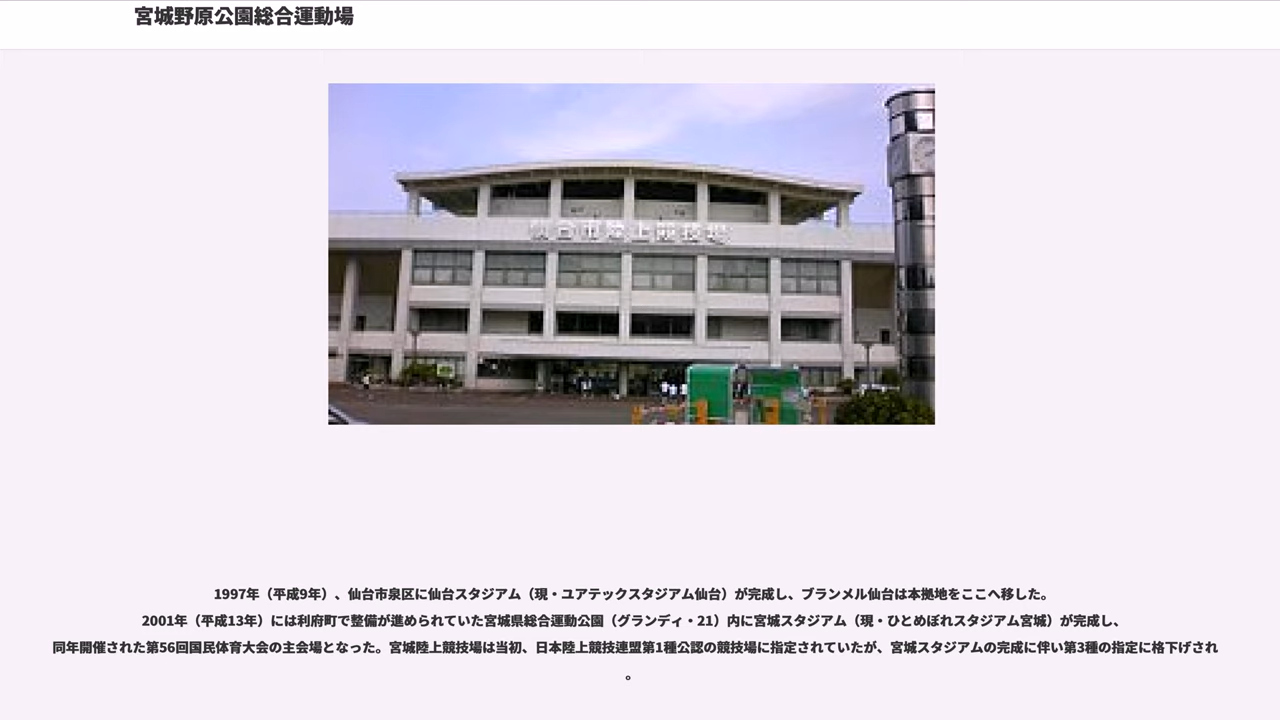 宮城野原公園総合運動場
仙台市陸上競技場
1997年（平成9年）、仙台市泉区に仙台スタジアム（現・ユアテックスタジアム仙台）が完成し、ブランメル仙台は本拠地をここへ移した。
2001年（平成13年）には利府町で整備が進められていた宮城県総合運動公園（グランディ・21）内に宮城スタジアム（現・ひとめぼれスタジアム宮城）が完成し、
同年開催された第56回国民体育大会の主会場となった。宮城陸上競技場は当初、日本陸上競技連盟第1種公認の競技場に指定されていたが、宮城スタジアムの完成に伴い第3種の指定に格下げされ
。